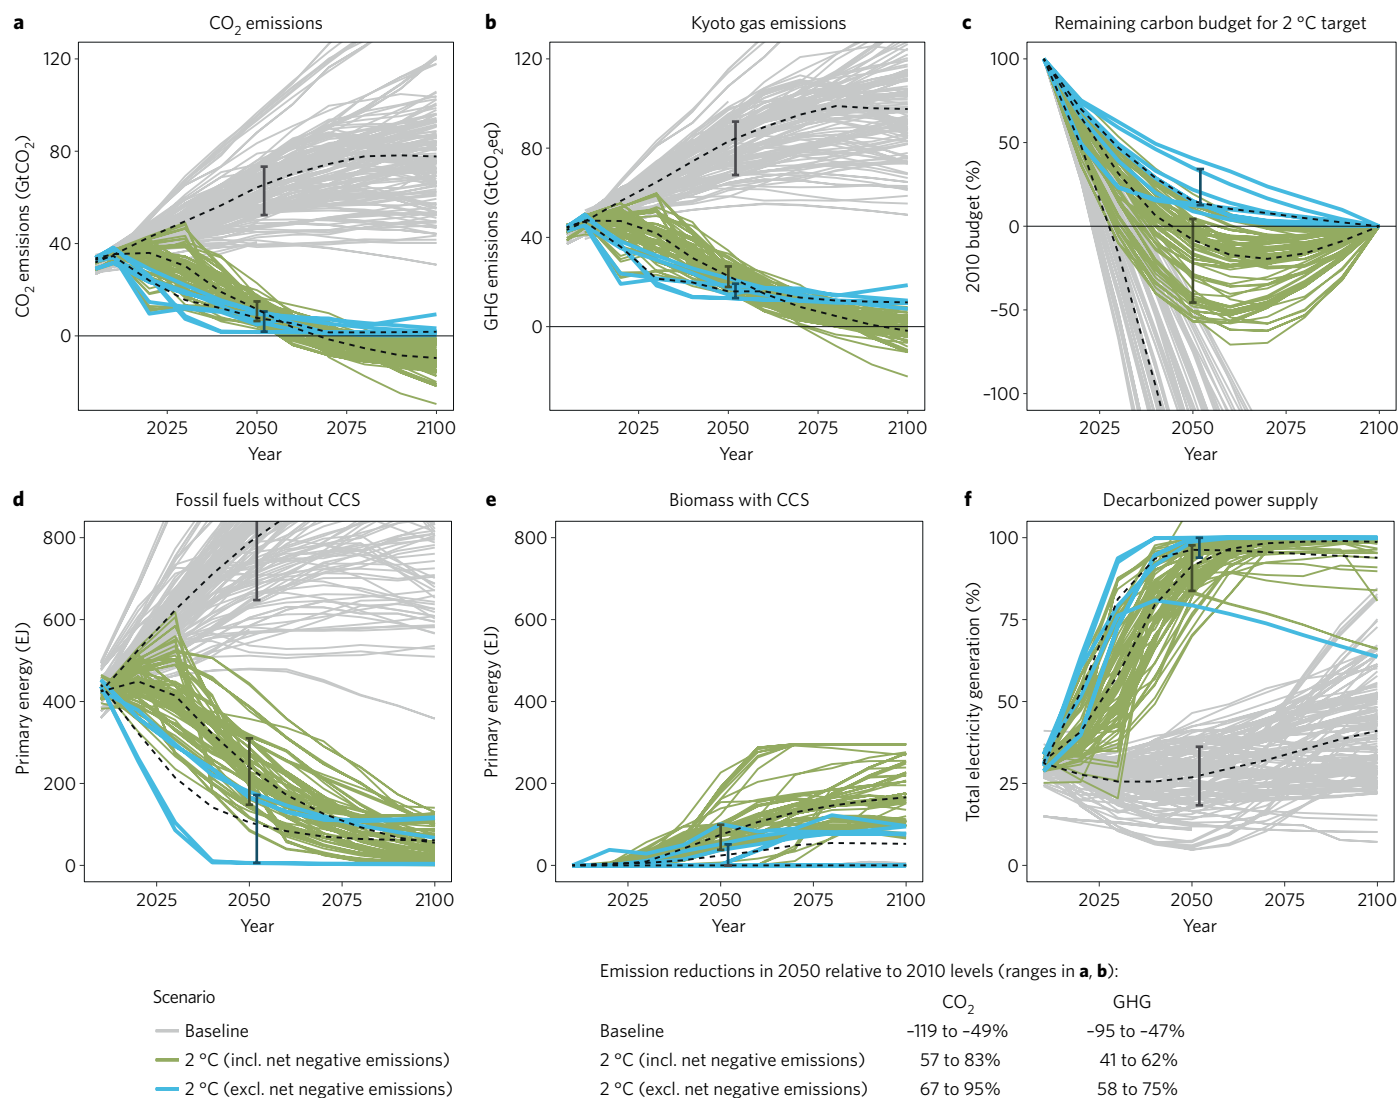 a CO2 emissions
b Kyoto gas emissions
c Remaining carbon budget for 2 °C target
CO2 emisions (GtCO2)
120
80
40
0
2025 2050 2075 2100
Year
GHG emissions (GtCO2eq)
120
80
40
0
2025 2050 2075 2100
Year
2010 budget (%)
100
50
0
−50
−100
2025 2050 2075 2100
Year
d Fossil fuels without CCS
e Biomass with CCS
f Decarbonized power supply
Primary energy (EJ)
800
600
400
200
0
2025 2050 2075 2100
Year
Primary energy (EJ)
800
600
400
200
0
2025 2050 2075 2100
Year
Total electricity generation (%)
100
75
50
25
0
2025 2050 2075 2100
Year
Scenario
Baseline
2 °C (incl. net negative emissions)
2 °C (excl. net negative emissions)
Emission reductions in 2050 relative to 2010 levels (ranges in a, b):
CO2 GHG
Baseline −119 to −49% −95 to −47%
2 °C (incl. net negative emissions) 57 to 83% 41 to 62%
2 °C (excl. net negative emissions) 67 to 95% 58 to 75%